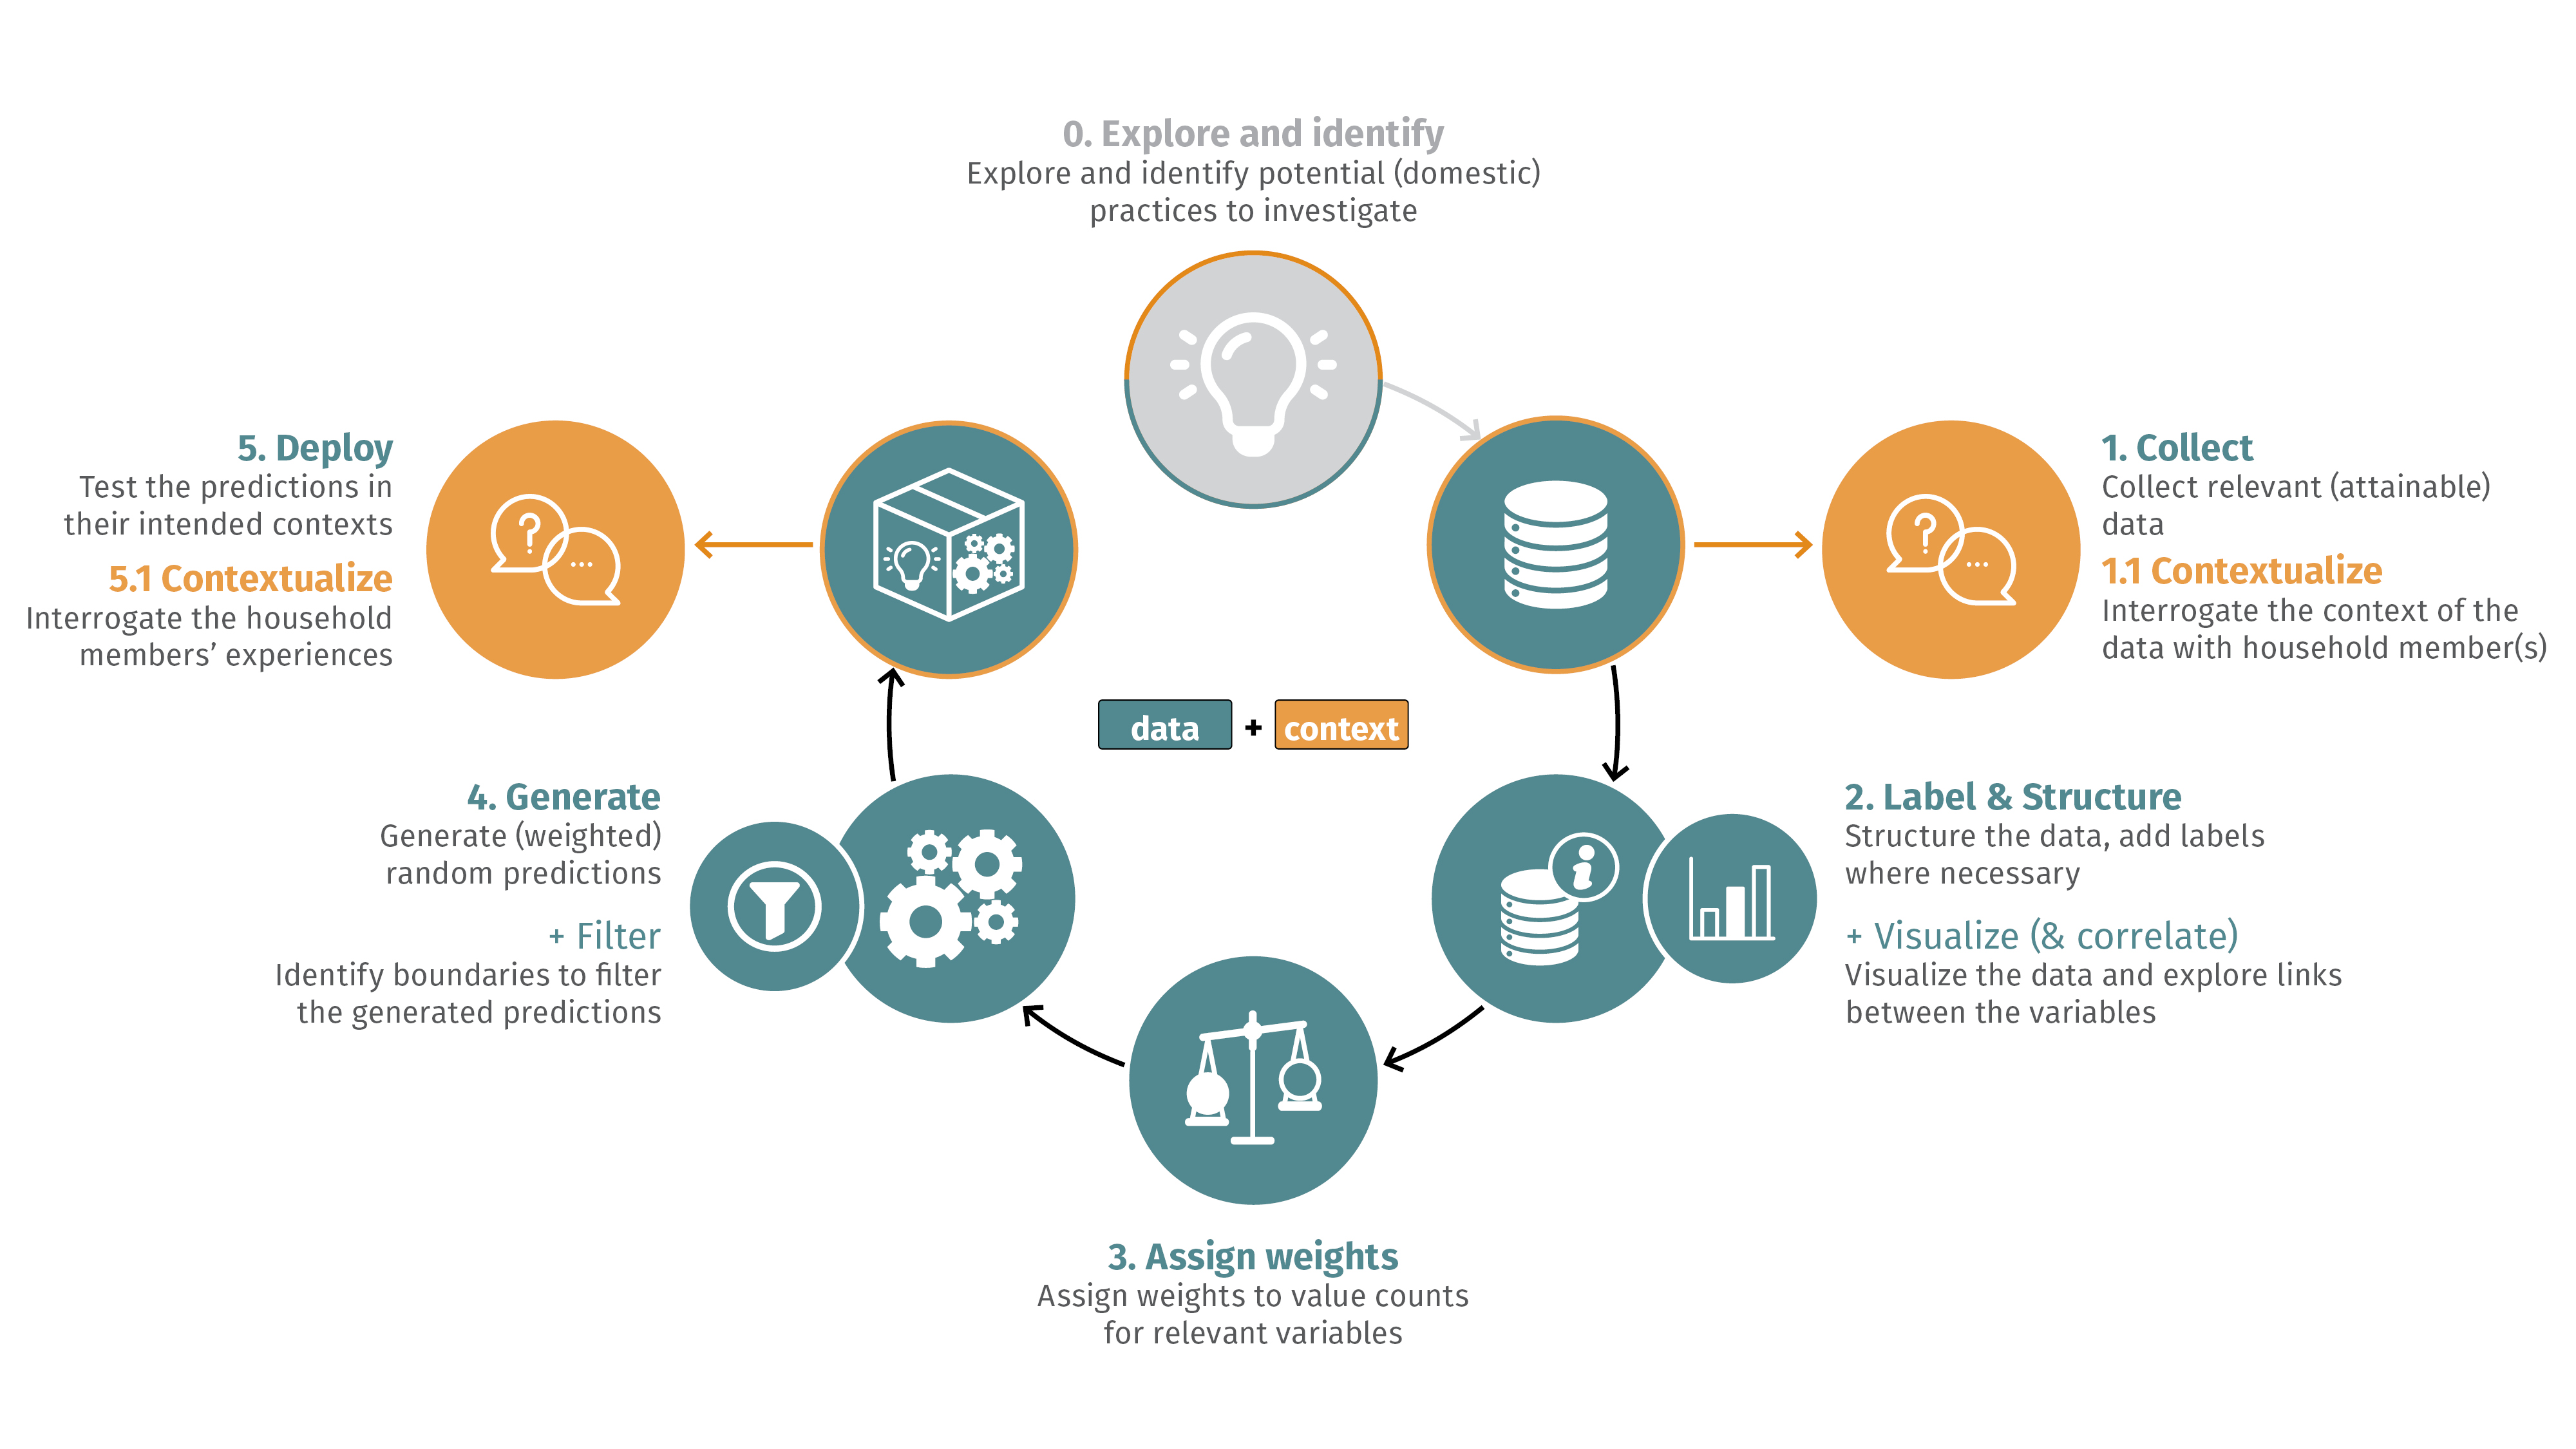 0. Explore and identify
Explore and identify potential (domestic)
practices to investigate
1. Collect
Collect relevant (attainable)
data
1.1 Contextualize
Interrogate the context of the
data with household member(s)
2. Label & Structure
Structure the data, add labels
where necessary
+ Visualize (& correlate)
Visualize the data and explore links
between the variables
3. Assign weights
Assign weights to value counts
for relevant variables
4. Generate
Generate (weighted)
random predictions
+ Filter
Identify boundaries to filter
the generated predictions
5. Deploy
Test the predictions in
their intended contexts
5.1 Contextualize
Interrogate the household
members’ experiences
data + context